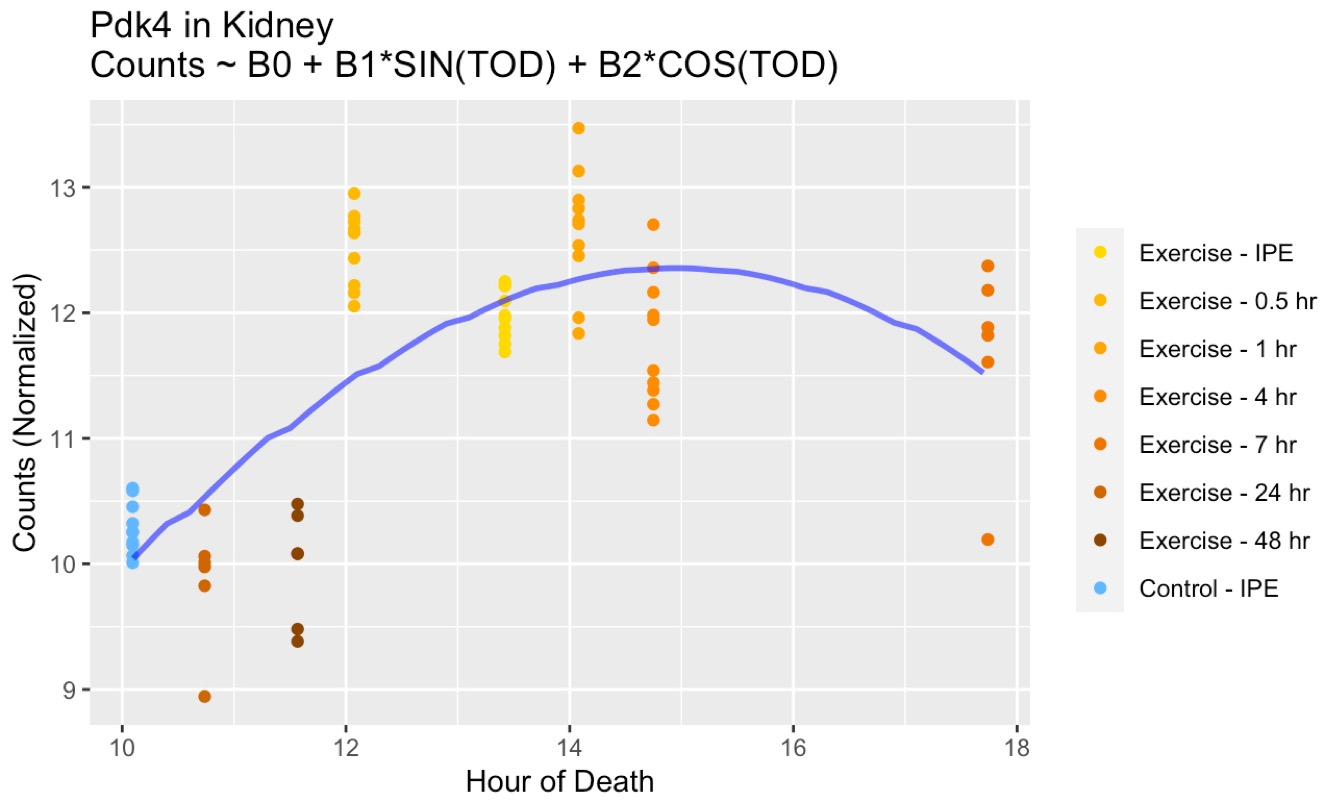 Pdk4 in Kidney
Counts ~ B0 + B1*SIN(TOD) + B2*COS(TOD)
Counts (Normalized)
13
12
11
10
9
10 12 14 16 18
Hour of Death
Exercise - IPE
Exercise - 0.5 hr
Exercise - 1 hr
Exercise - 4 hr
Exercise - 7 hr
Exercise - 24 hr
Exercise - 48 hr
Control - IPE